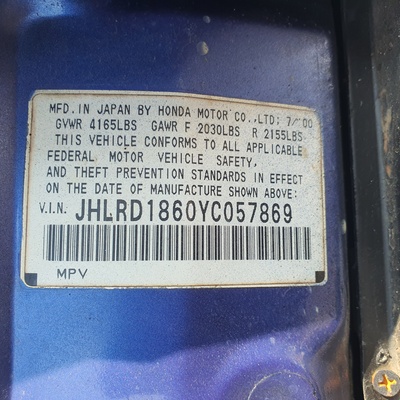 MFD. IN JAPAN BY HONDA MOTOR CO.,LTD; 7/00
GVWR 4165LBS GAWR F 2030LBS R 2155LBS
THIS VEHICLE CONFORMS TO ALL APPLICABLE
FEDERAL MOTOR VEHICLE SAFETY,
AND THEFT PREVENTION STANDARDS IN EFFECT
ON THE DATE OF MANUFACTURE SHOWN ABOVE:
V.I.N. JHLRD1860YC057869
MPV